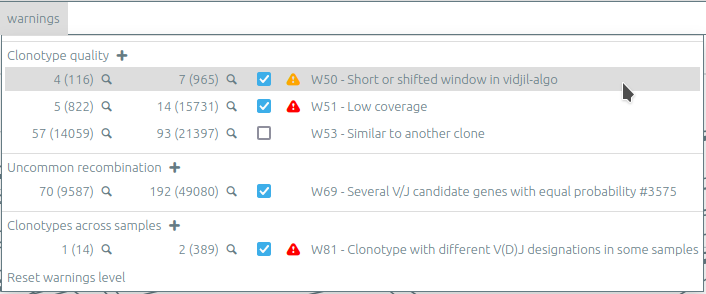 warnings
Clonotype quality +
4 (116) 7 (965) W50 - Short or shifted window in vidjil-algo
5 (822) 14 (15731) W51 - Low coverage
57 (14059) 93 (21397) W53 - Similar to another clone
Uncommon recombination +
70 (9587) 192 (49080) W69 - Several V/J candidate genes with equal probability #3575
Clonotypes across samples +
1 (14) 2 (389) W81 - Clonotype with different V(D)J designations in some samples
Reset warnings level